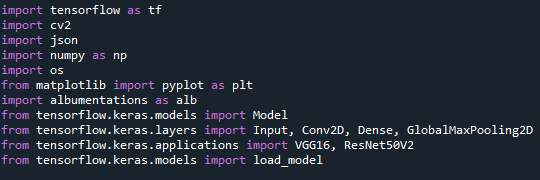 import tensorflow as tf
import cv2
import json
import numpy as np
import os
from matplotlib import pyplot as plt
import albumentations as alb
from tensorflow.keras.models import Model
from tensorflow.keras.layers import Input, Conv2D, Dense, GlobalMaxPooling2D
from tensorflow.keras.applications import VGG16, ResNet50V2
from tensorflow.keras.models import load_model